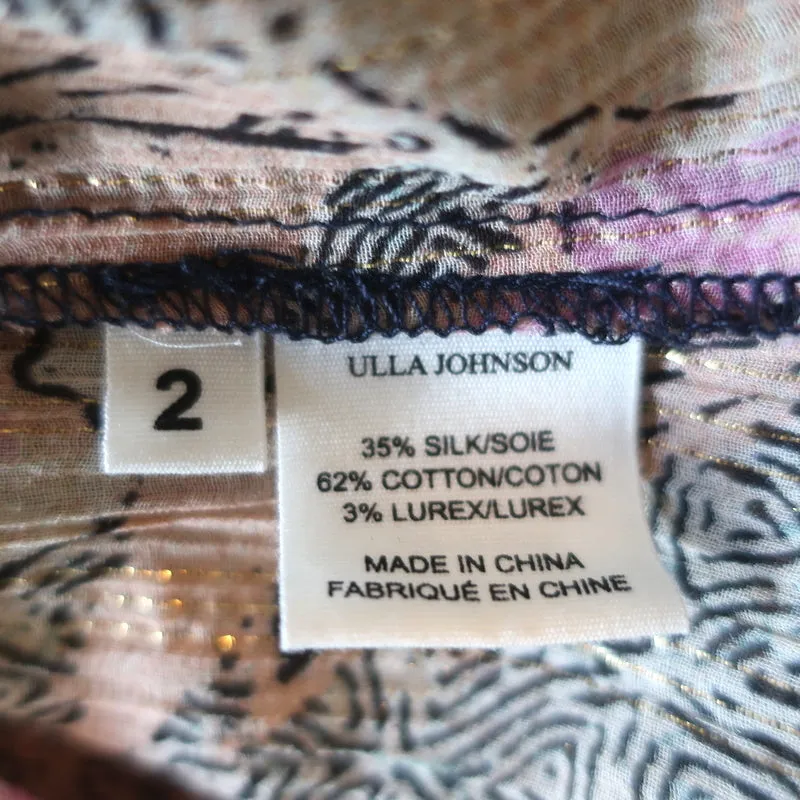 2
ULLA JOHNSON
35% SILK/SOIE
62% COTTON/COTON
3% LUREX/LUREX
MADE IN CHINA
FABRIQUÉ EN CHINE